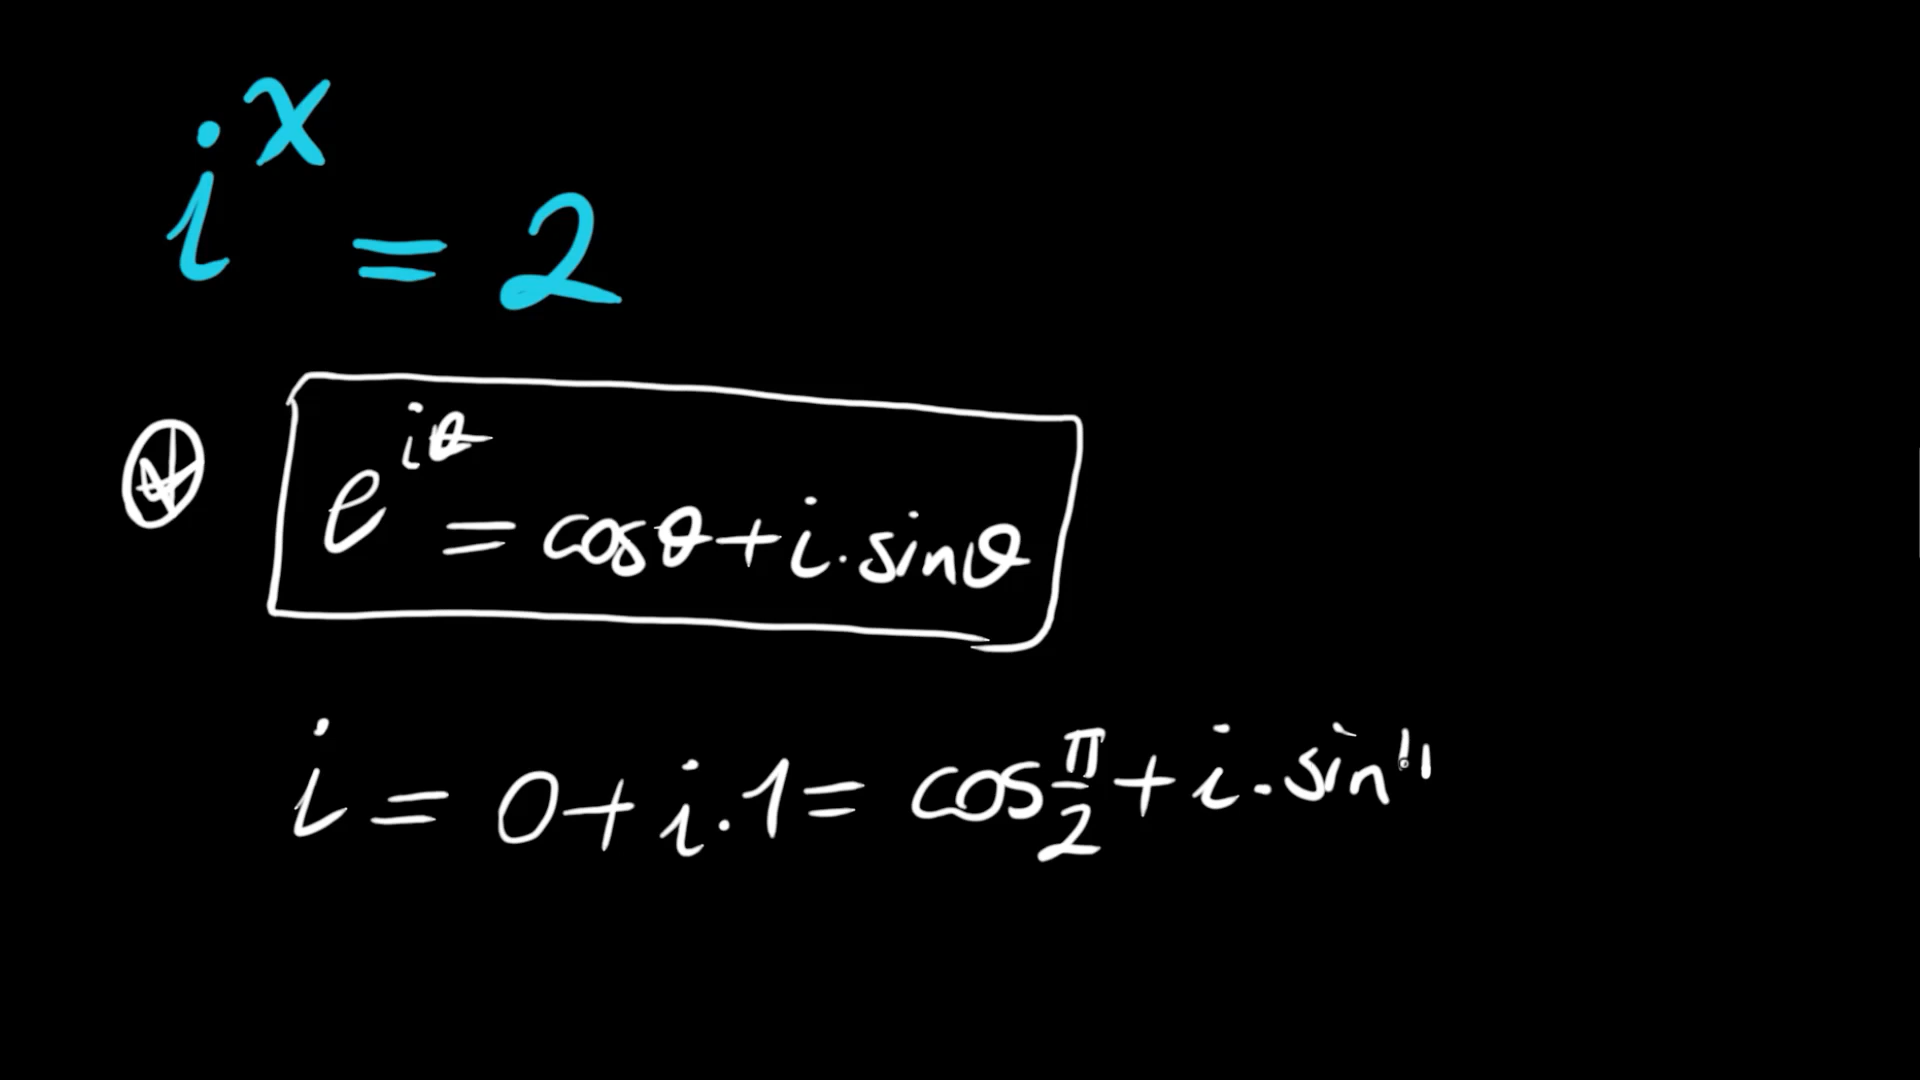 i^x = 2
e^{iθ} = cosθ + i·sinθ
i = 0 + i·1 = cos π/2 + i·sin